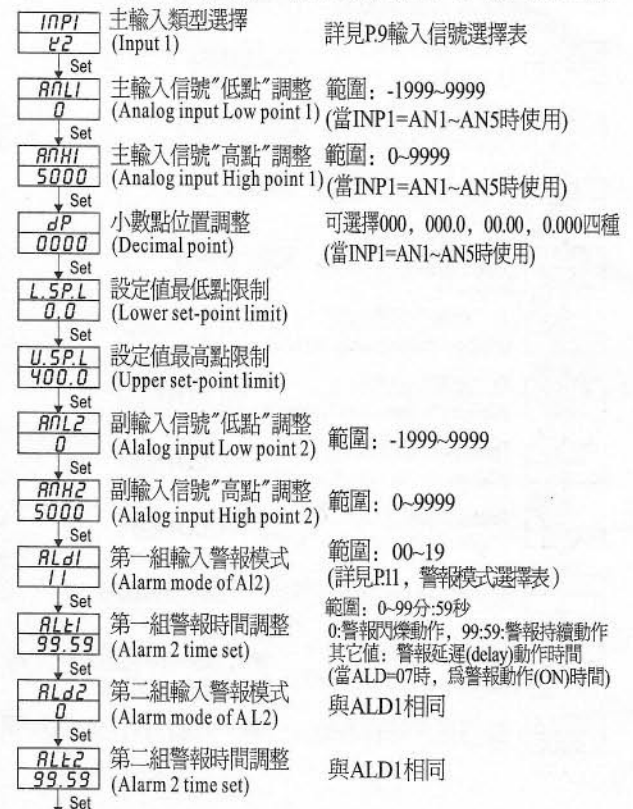 INP1 主輸入類型選擇
K2 (Input 1) 詳見P.9輸入信號選擇表
Set
ANL1 主輸入信號"低點"調整 範圍：-1999~9999
0 (Analog input Low point 1) (當INP1=AN1~AN5時使用)
Set
ANH1 主輸入信號"高點"調整 範圍：0~9999
5000 (Analog input High point 1) (當INP1=AN1~AN5時使用)
Set
dP 小數點位置調整 可選擇000，000.0，00.00，0.000四種
0000 (Decimal point) (當INP1=AN1~AN5時使用)
Set
L.SP.L 設定值最低點限制
0.0 (Lower set-point limit)
Set
U.SP.L 設定值最高點限制
400.0 (Upper set-point limit)
Set
ANL2 副輸入信號"低點"調整 範圍：-1999~9999
0 (Alalog input Low point 2)
Set
ANH2 副輸入信號"高點"調整 範圍：0~9999
5000 (Alalog input High point 2)
Set
ALd1 第一組輸入警報模式 範圍：00~19
11 (Alarm mode of Al2) (詳見P.11，警報模式選擇表)
Set
ALt1 第一組警報時間調整 範圍：0~99分:59秒
99.59 (Alarm 2 time set) 0:警報閃爍動作，99:59:警報持續動作
其它值：警報延遲(delay)動作時間
(當ALD=07時，爲警報動作(ON)時間)
Set
ALd2 第二組輸入警報模式 與ALD1相同
0 (Alarm mode of A L2)
Set
ALt2 第二組警報時間調整 與ALD1相同
99.59 (Alarm 2 time set)
Set